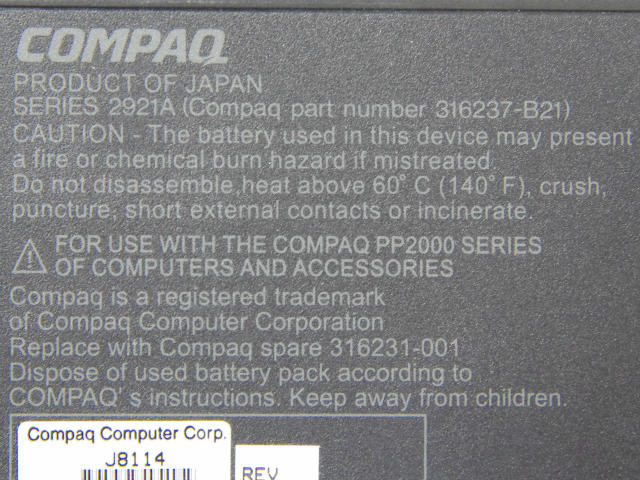 COMPAQ
PRODUCT OF JAPAN
SERIES 2921A (Compaq part number 316237-B21)
CAUTION - The battery used in this device may present
a fire or chemical burn hazard if mistreated.
Do not disassemble,heat above 60° C (140° F), crush,
puncture, short external contacts or incinerate.
FOR USE WITH THE COMPAQ PP2000 SERIES
OF COMPUTERS AND ACCESSORIES
Compaq is a registered trademark
of Compaq Computer Corporation
Replace with Compaq spare 316231-001
Dispose of used battery pack according to
COMPAQ's instructions. Keep away from children.
Compaq Computer Corp.
J8114
REV